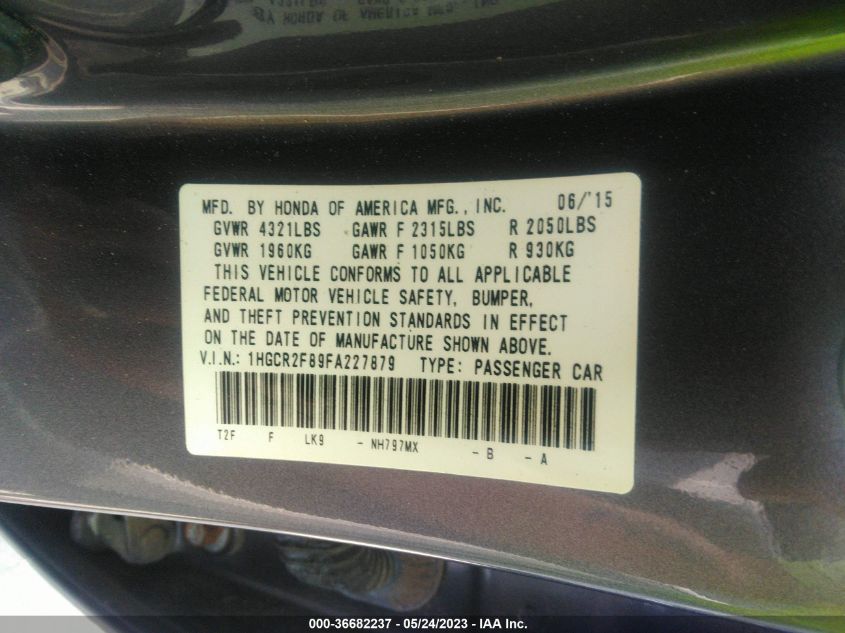 MFD. BY HONDA OF AMERICA MFG., INC. 06/'15
GVWR 4321LBS GAWR F 2315LBS R 2050LBS
GVWR 1960KG GAWR F 1050KG R 930KG
THIS VEHICLE CONFORMS TO ALL APPLICABLE
FEDERAL MOTOR VEHICLE SAFETY, BUMPER,
AND THEFT PREVENTION STANDARDS IN EFFECT
ON THE DATE OF MANUFACTURE SHOWN ABOVE.
V.I.N.: 1HGCR2F89FA227879 TYPE: PASSENGER CAR
T2F F LK9 - NH797MX - B - A
000-36682237 - 05/24/2023 - IAA Inc.